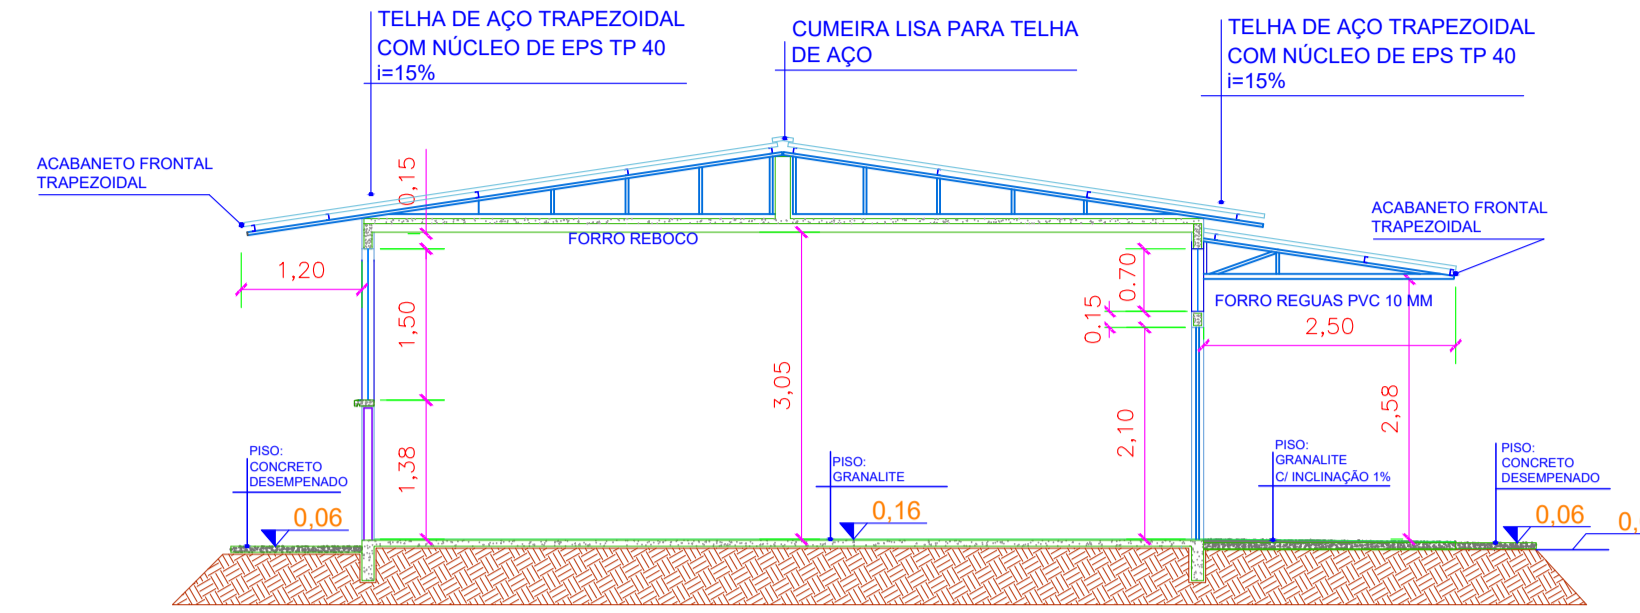 TELHA DE AÇO TRAPEZOIDAL
COM NÚCLEO DE EPS TP 40
i=15%
CUMEIRA LISA PARA TELHA
DE AÇO
TELHA DE AÇO TRAPEZOIDAL
COM NÚCLEO DE EPS TP 40
i=15%
ACABANETO FRONTAL
TRAPEZOIDAL
0,15
FORRO REBOCO
ACABANETO FRONTAL
TRAPEZOIDAL
1,20
1,50
0.70
0.15
FORRO REGUAS PVC 10 MM
2,50
3,05
2,58
1,38
2,10
PISO:
CONCRETO
DESEMPENADO
0,06
PISO:
GRANALITE
0,16
PISO:
GRANALITE
C/ INCLINAÇÃO 1%
PISO:
CONCRETO
DESEMPENADO
0,06
0,